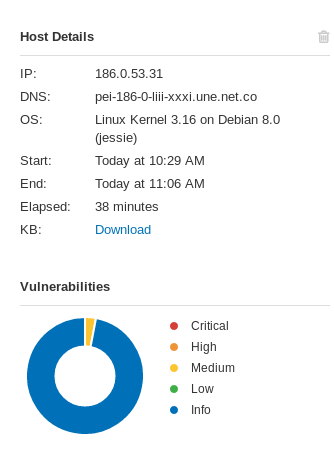 Host Details
IP: 186.0.53.31
DNS: pei-186-0-liii-xxxi.une.net.co
OS: Linux Kernel 3.16 on Debian 8.0
(jessie)
Start: Today at 10:29 AM
End: Today at 11:06 AM
Elapsed: 38 minutes
KB: Download
Vulnerabilities
Critical
High
Medium
Low
Info